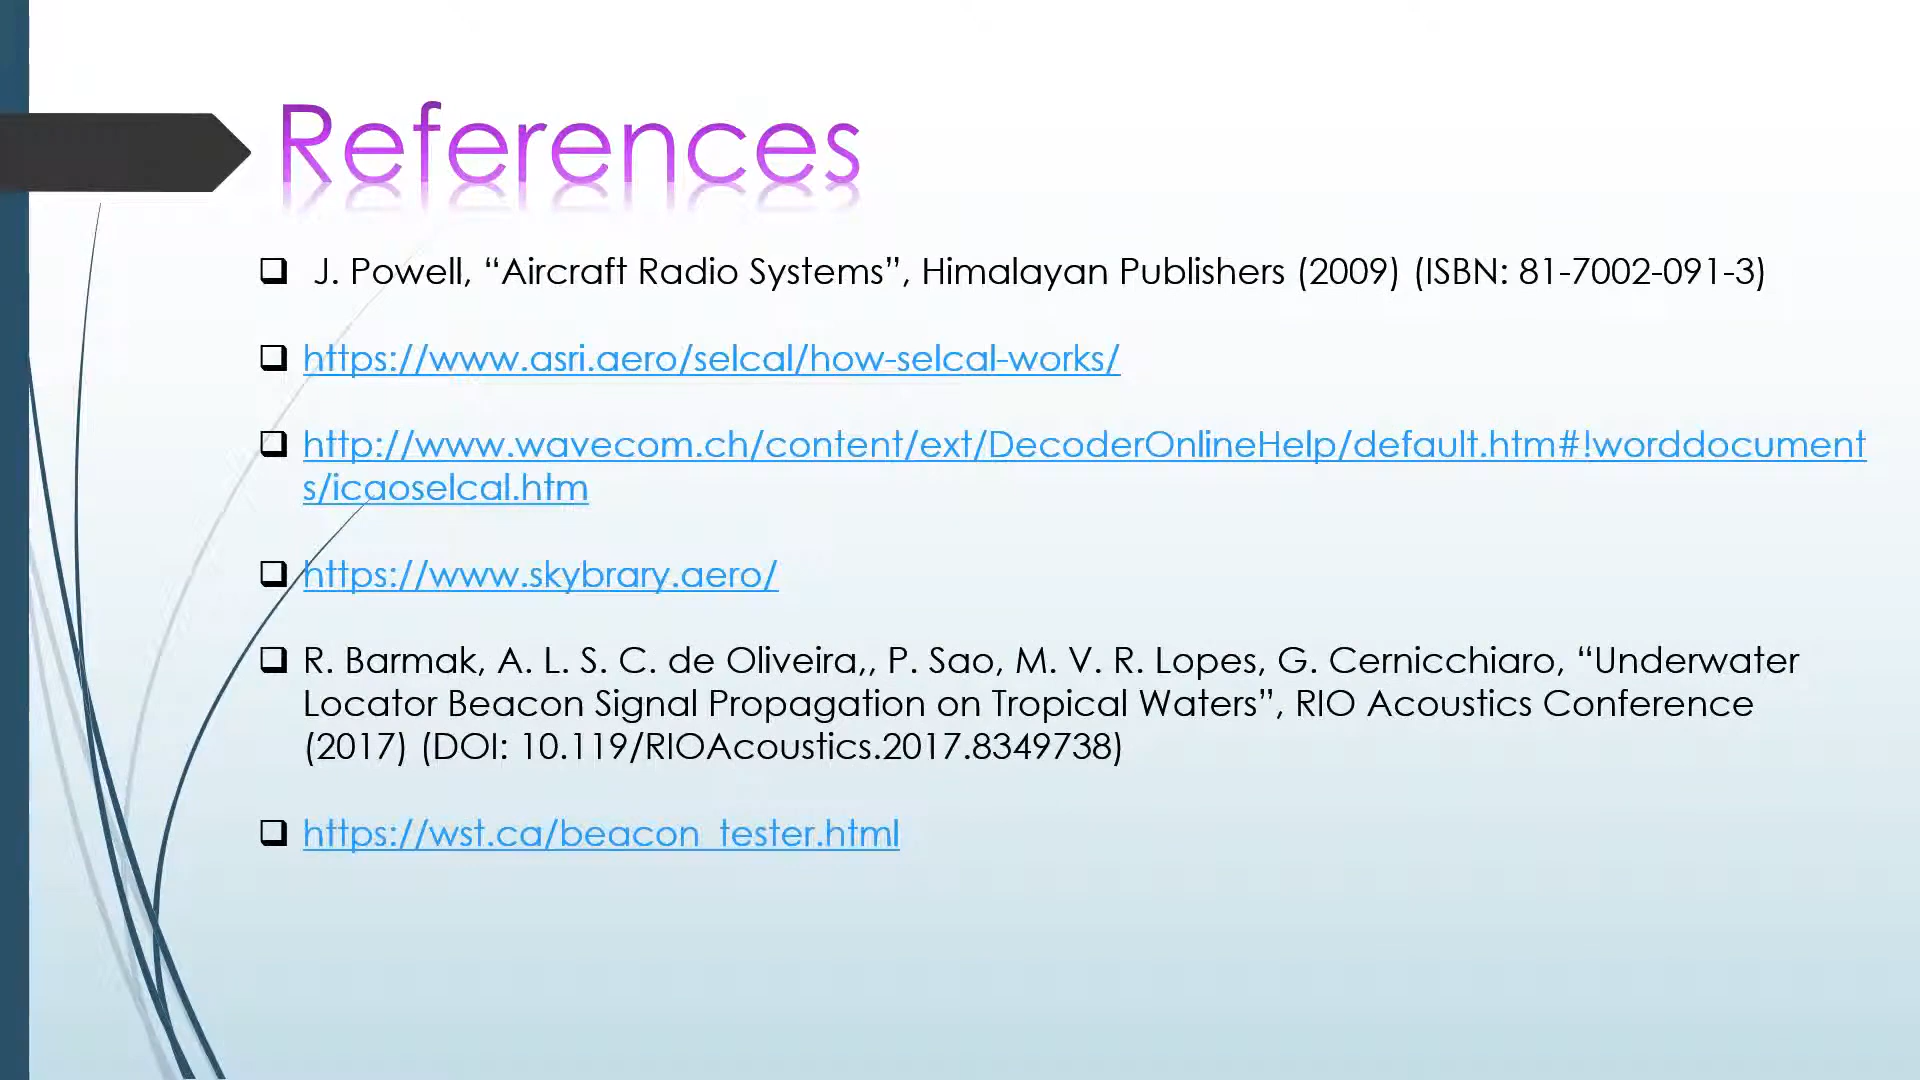 References
J. Powell, “Aircraft Radio Systems”, Himalayan Publishers (2009) (ISBN: 81-7002-091-3)
https://www.asri.aero/selcal/how-selcal-works/
http://www.wavecom.ch/content/ext/DecoderOnlineHelp/default.htm#!worddocument
s/icaoselcal.htm
https://www.skybrary.aero/
R. Barmak, A. L. S. C. de Oliveira,, P. Sao, M. V. R. Lopes, G. Cernicchiaro, “Underwater
Locator Beacon Signal Propagation on Tropical Waters”, RIO Acoustics Conference
(2017) (DOI: 10.119/RIOAcoustics.2017.8349738)
https://wst.ca/beacon_tester.html